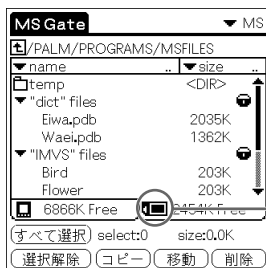 MS Gate ▼ MS
/PALM/PROGRAMS/MSFILES
▼ name .. ▼ size ..
temp <DIR>
▼ "dict" files
Eiwa.pdb 2035K
Waei.pdb 1362K
▼ "IMVS" files
Bird 203K
Flower 203K
6866K Free 2454K Free
すべて選択 select:0 size:0.0K
選択解除 コピー 移動 削除